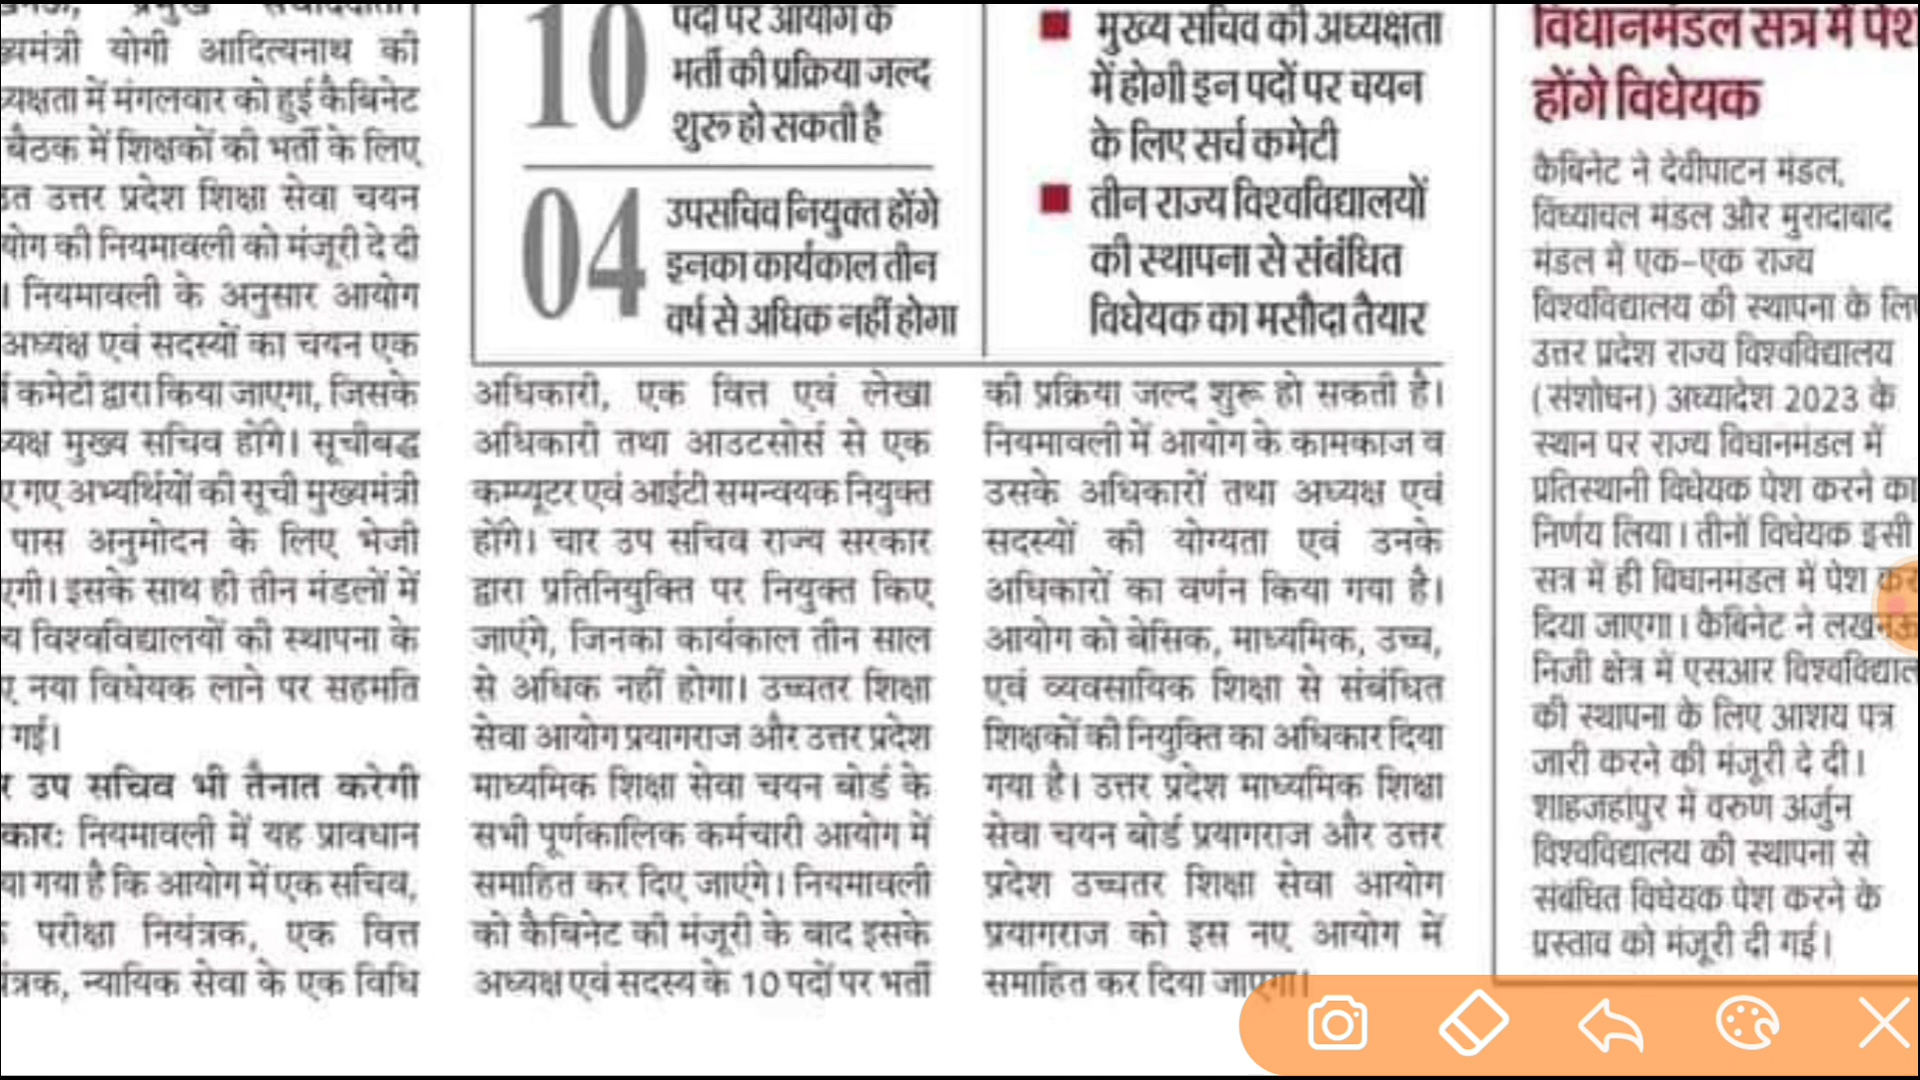 ख्यमंत्री योगी आदित्यनाथ की
ध्यक्षता में मंगलवार को हुई कैबिनेट
बैठक में शिक्षकों की भर्ती के लिए
उत्तर प्रदेश शिक्षा सेवा चयन
योग की नियमावली को मंजूरी दे दी
। नियमावली के अनुसार आयोग
अध्यक्ष एवं सदस्यों का चयन एक
कमेटी द्वारा किया जाएगा, जिसके
ध्यक्ष मुख्य सचिव होंगे। सूचीबद्ध
ए गए अभ्यर्थियों की सूची मुख्यमंत्री
पास अनुमोदन के लिए भेजी
एगी। इसके साथ ही तीन मंडलों में
य विश्वविद्यालयों की स्थापना के
ए नया विधेयक लाने पर सहमति
गई।
र उप सचिव भी तैनात करेगी
कार: नियमावली में यह प्रावधान
या गया है कि आयोग में एक सचिव,
परीक्षा नियंत्रक, एक वित्त
यंत्रक, न्यायिक सेवा के एक विधि
10 पदों पर आयोग के
भर्ती की प्रक्रिया जल्द
शुरू हो सकती है
04 उपसचिव नियुक्त होंगे
इनका कार्यकाल तीन
वर्ष से अधिक नहीं होगा
■ मुख्य सचिव की अध्यक्षता
में होगी इन पदों पर चयन
के लिए सर्च कमेटी
■ तीन राज्य विश्वविद्यालयों
की स्थापना से संबंधित
विधेयक का मसौदा तैयार
अधिकारी, एक वित्त एवं लेखा
अधिकारी तथा आउटसोर्स से एक
कम्प्यूटर एवं आईटी समन्वयक नियुक्त
होंगे। चार उप सचिव राज्य सरकार
द्वारा प्रतिनियुक्ति पर नियुक्त किए
जाएंगे, जिनका कार्यकाल तीन साल
से अधिक नहीं होगा। उच्चतर शिक्षा
सेवा आयोग प्रयागराज और उत्तर प्रदेश
माध्यमिक शिक्षा सेवा चयन बोर्ड के
सभी पूर्णकालिक कर्मचारी आयोग में
समाहित कर दिए जाएंगे। नियमावली
को कैबिनेट की मंजूरी के बाद इसके
अध्यक्ष एवं सदस्य के 10 पदों पर भर्ती
की प्रक्रिया जल्द शुरू हो सकती है।
नियमावली में आयोग के कामकाज व
उसके अधिकारों तथा अध्यक्ष एवं
सदस्यों की योग्यता एवं उनके
अधिकारों का वर्णन किया गया है।
आयोग को बेसिक, माध्यमिक, उच्च,
एवं व्यवसायिक शिक्षा से संबंधित
शिक्षकों की नियुक्ति का अधिकार दिया
गया है। उत्तर प्रदेश माध्यमिक शिक्षा
सेवा चयन बोर्ड प्रयागराज और उत्तर
प्रदेश उच्चतर शिक्षा सेवा आयोग
प्रयागराज को इस नए आयोग में
समाहित कर दिया जाएगा।
विधानमंडल सत्र में पेश
होंगे विधेयक
कैबिनेट ने देवीपाटन मंडल,
विंध्याचल मंडल और मुरादाबाद
मंडल में एक-एक राज्य
विश्वविद्यालय की स्थापना के लिए
उत्तर प्रदेश राज्य विश्वविद्यालय
(संशोधन) अध्यादेश 2023 के
स्थान पर राज्य विधानमंडल में
प्रतिस्थानी विधेयक पेश करने का
निर्णय लिया। तीनों विधेयक इसी
सत्र में ही विधानमंडल में पेश कर
दिया जाएगा। कैबिनेट ने लखनऊ
निजी क्षेत्र में एसआर विश्वविद्याल
की स्थापना के लिए आशय पत्र
जारी करने की मंजूरी दे दी।
शाहजहांपुर में वरुण अर्जुन
विश्वविद्यालय की स्थापना से
संबंधित विधेयक पेश करने के
प्रस्ताव को मंजूरी दी गई।